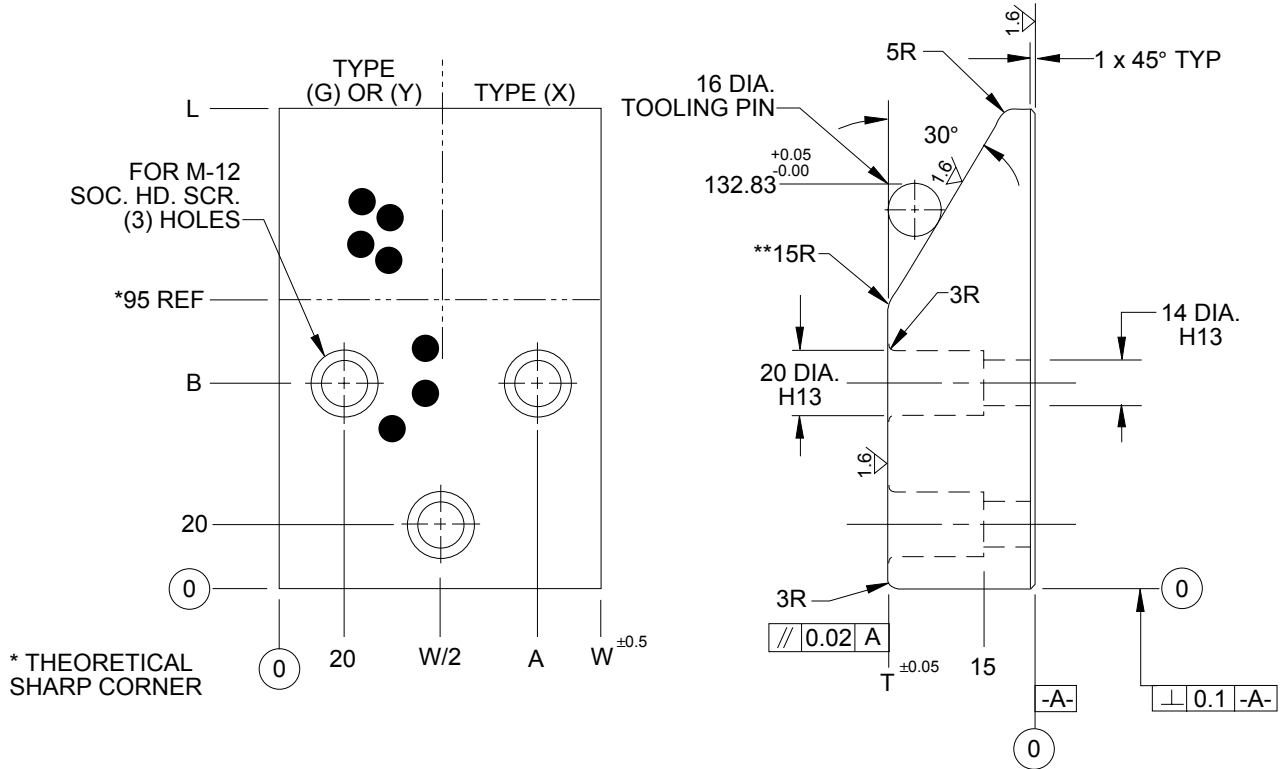 TYPE
(G) OR (Y)
TYPE (X)
L
FOR M-12
SOC. HD. SCR.
(3) HOLES
*95 REF
B
20
0
0
20
W/2
A
W ±0.5
* THEORETICAL
SHARP CORNER
1.6
5R
1 x 45° TYP
16 DIA.
TOOLING PIN
30°
+0.05
132.83 -0.00
1.6
**15R
3R
14 DIA.
H13
20 DIA.
H13
1.6
3R
0
// 0.02 A
T ±0.05
15
-A-
⊥ 0.1 -A-
0